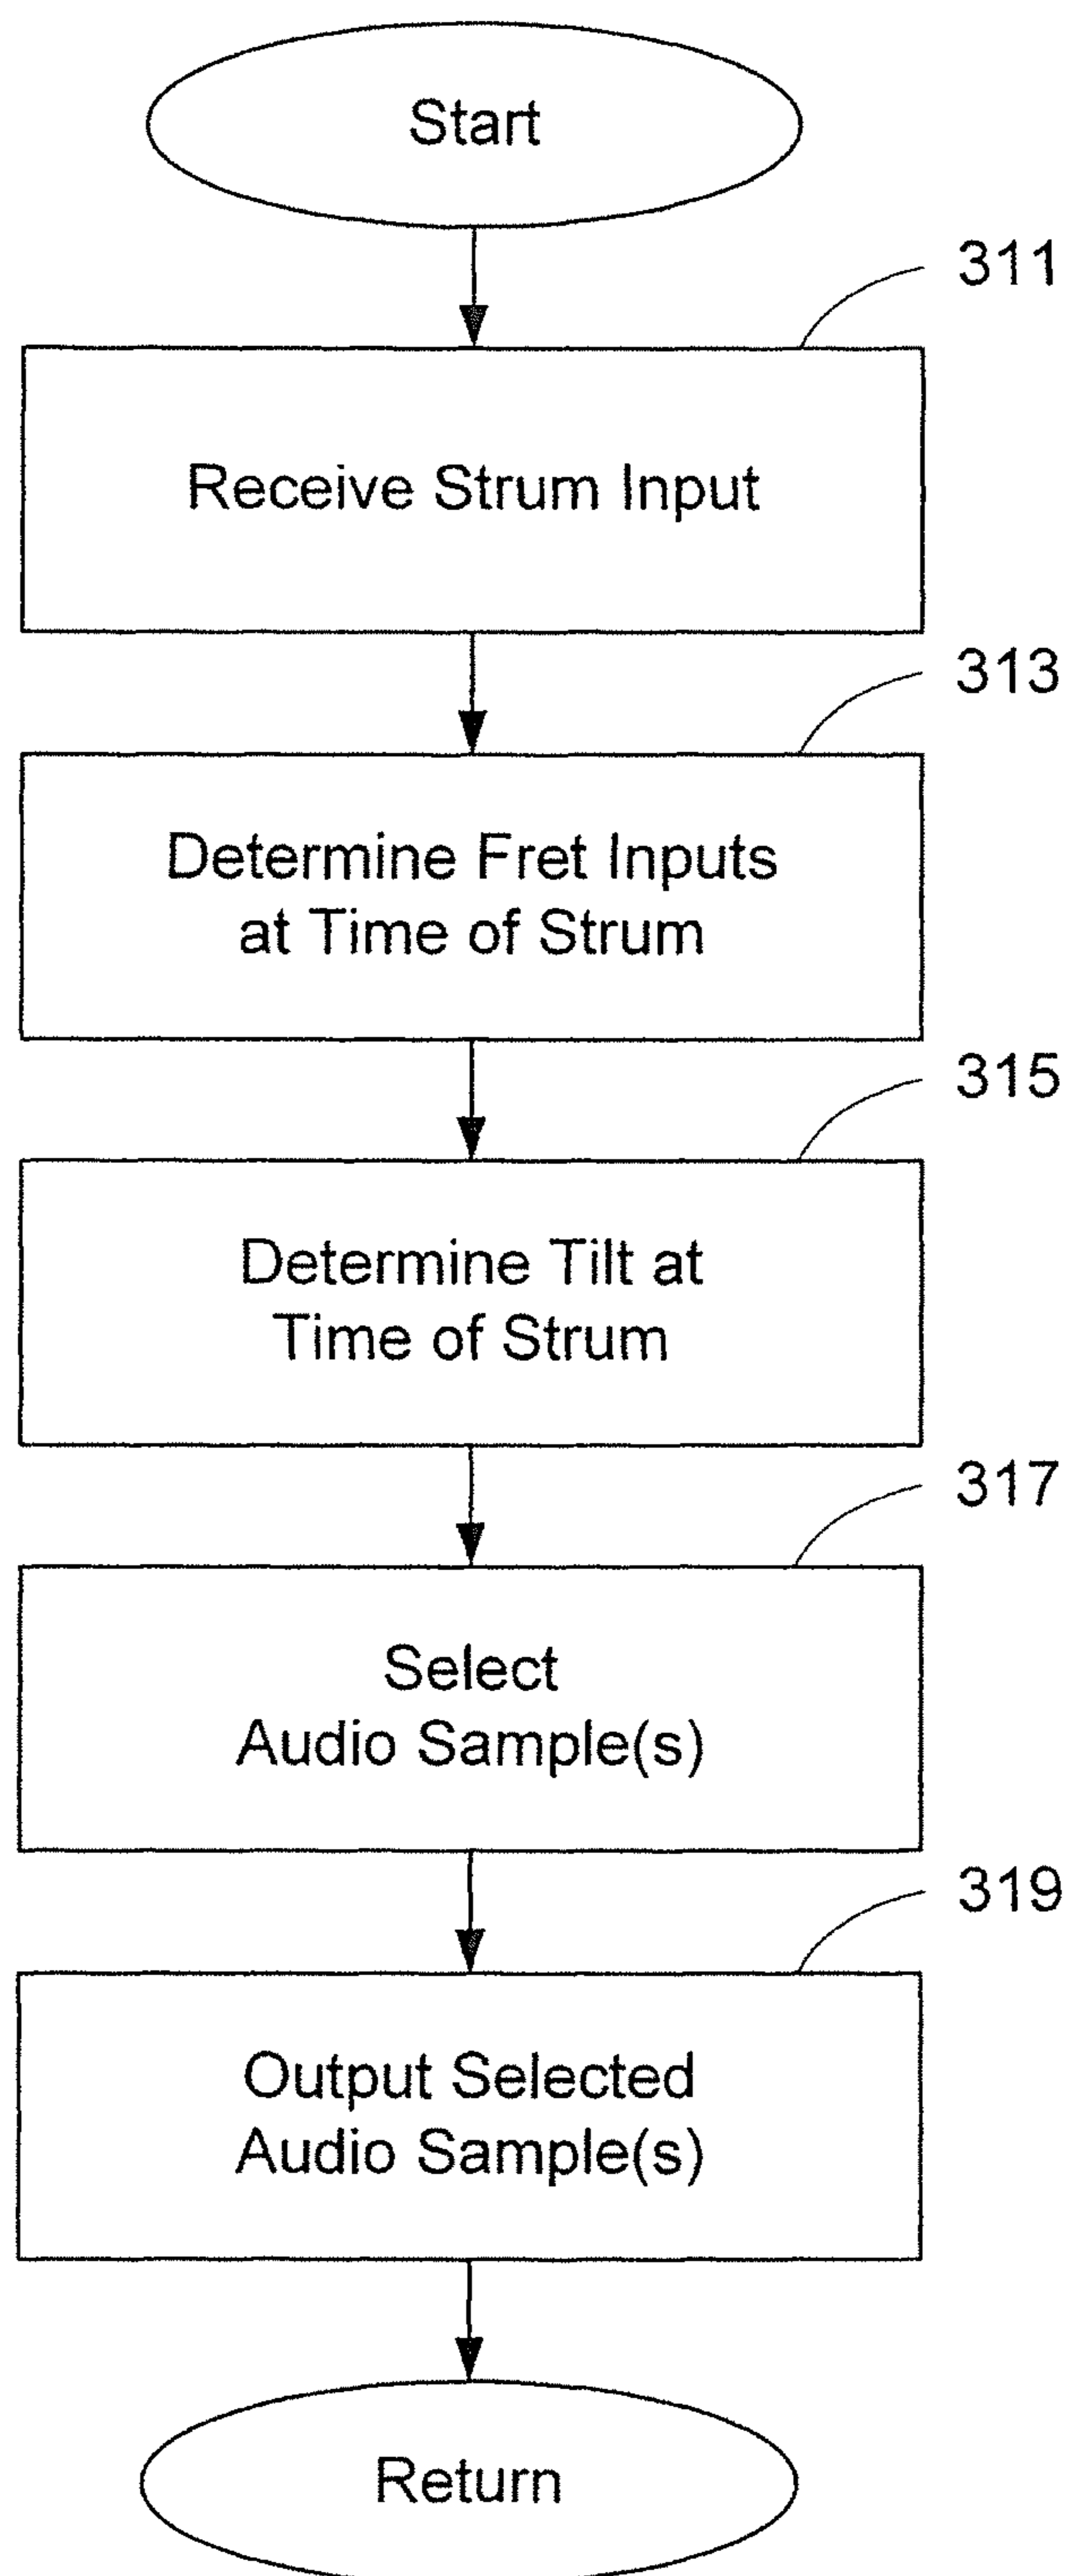 Start
311
Receive Strum Input
313
Determine Fret Inputs
at Time of Strum
315
Determine Tilt at
Time of Strum
317
Select
Audio Sample(s)
319
Output Selected
Audio Sample(s)
Return